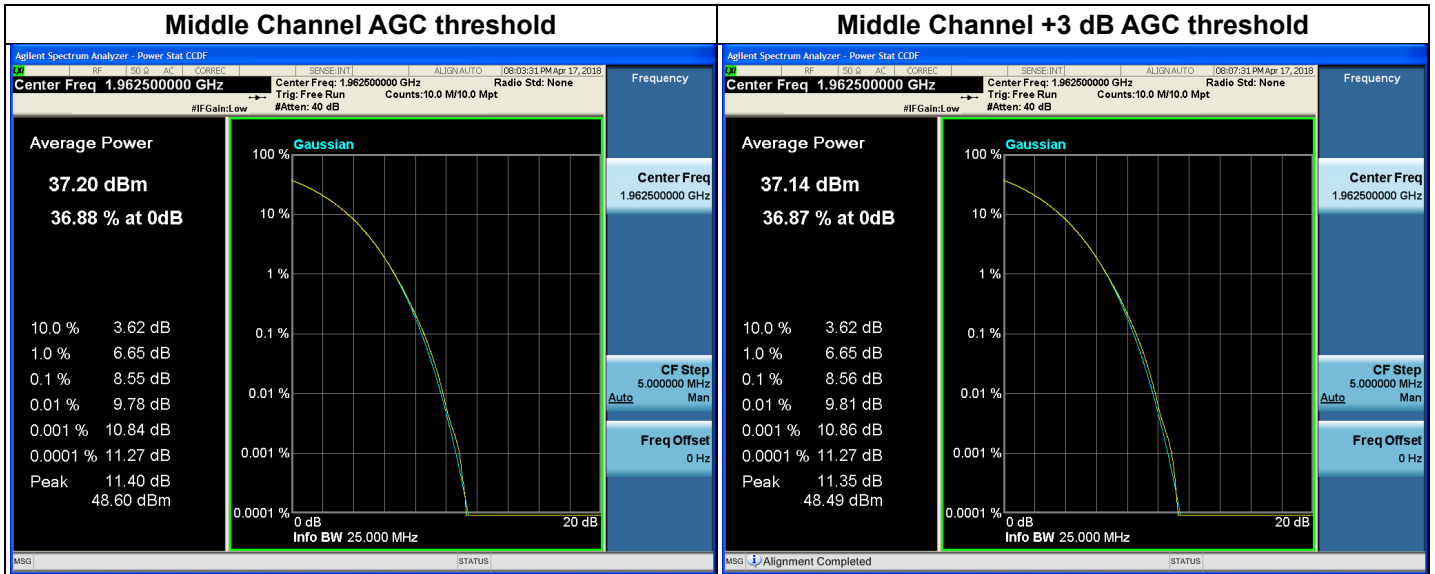 Middle Channel AGC threshold
Agilent Spectrum Analyzer - Power Stat CCDF
LXI RF 50 Ω AC CORREC SENSE:INT ALIGN AUTO 08:03:31 PM Apr 17, 2018
Center Freq 1.962500000 GHz
Center Freq: 1.962500000 GHz Radio Std: None
Trig: Free Run Counts:10.0 M/10.0 Mpt
#IFGain:Low #Atten: 40 dB
Frequency
Average Power
37.20 dBm
36.88 % at 0dB
10.0 % 3.62 dB
1.0 % 6.65 dB
0.1 % 8.55 dB
0.01 % 9.78 dB
0.001 % 10.84 dB
0.0001 % 11.27 dB
Peak 11.40 dB
48.60 dBm
Gaussian
100 %
10 %
1 %
0.1 %
0.01 %
0.001 %
0.0001 %
0 dB 20 dB
Info BW 25.000 MHz
Center Freq
1.962500000 GHz
CF Step
5.000000 MHz
Auto Man
Freq Offset
0 Hz
MSG STATUS
Middle Channel +3 dB AGC threshold
Agilent Spectrum Analyzer - Power Stat CCDF
LXI RF 50 Ω AC CORREC SENSE:INT ALIGN AUTO 08:07:31 PM Apr 17, 2018
Center Freq 1.962500000 GHz
Center Freq: 1.962500000 GHz Radio Std: None
Trig: Free Run Counts:10.0 M/10.0 Mpt
#IFGain:Low #Atten: 40 dB
Frequency
Average Power
37.14 dBm
36.87 % at 0dB
10.0 % 3.62 dB
1.0 % 6.65 dB
0.1 % 8.56 dB
0.01 % 9.81 dB
0.001 % 10.86 dB
0.0001 % 11.27 dB
Peak 11.35 dB
48.49 dBm
Gaussian
100 %
10 %
1 %
0.1 %
0.01 %
0.001 %
0.0001 %
0 dB 20 dB
Info BW 25.000 MHz
Center Freq
1.962500000 GHz
CF Step
5.000000 MHz
Auto Man
Freq Offset
0 Hz
MSG Alignment Completed STATUS